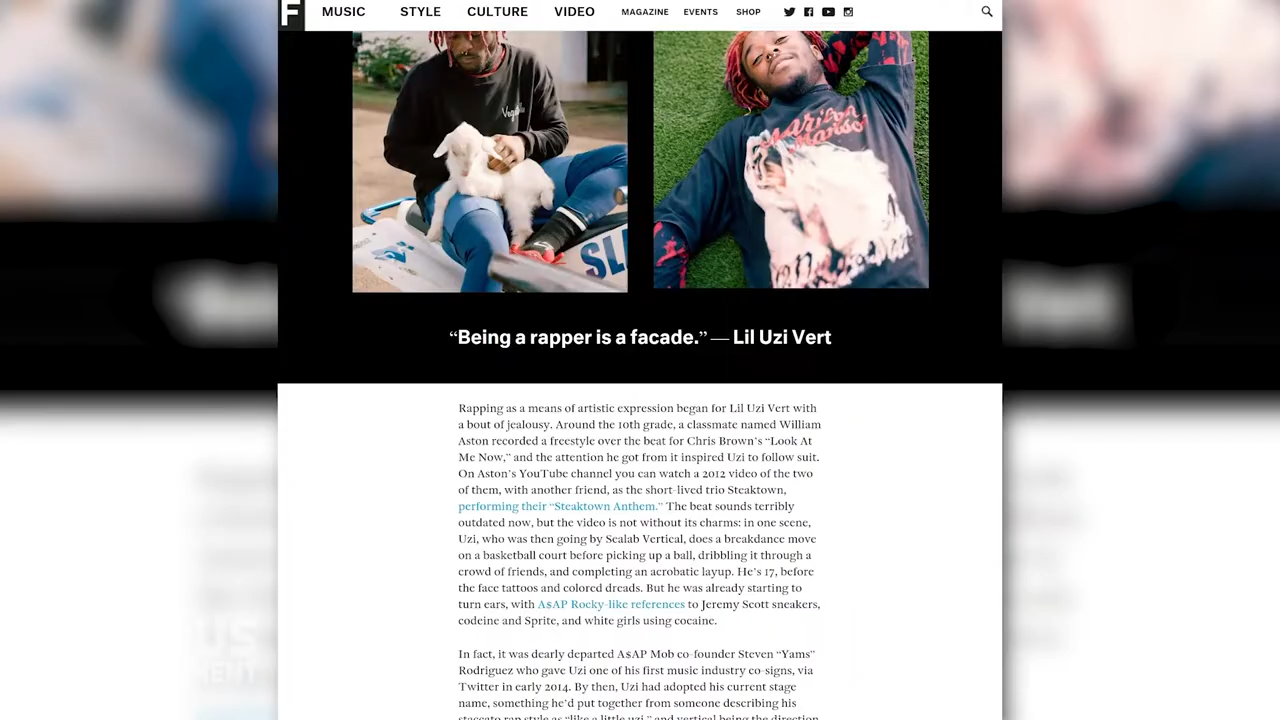 F MUSIC STYLE CULTURE VIDEO MAGAZINE EVENTS SHOP
marilyn
manson
“Being a rapper is a facade.” — Lil Uzi Vert
Rapping as a means of artistic expression began for Lil Uzi Vert with
a bout of jealousy. Around the 10th grade, a classmate named William
Aston recorded a freestyle over the beat for Chris Brown’s “Look At
Me Now,” and the attention he got from it inspired Uzi to follow suit.
On Aston’s YouTube channel you can watch a 2012 video of the two
of them, with another friend, as the short-lived trio Steaktown,
performing their “Steaktown Anthem.” The beat sounds terribly
outdated now, but the video is not without its charms: in one scene,
Uzi, who was then going by Sealab Vertical, does a breakdance move
on a basketball court before picking up a ball, dribbling it through a
crowd of friends, and completing an acrobatic layup. He’s 17, before
the face tattoos and colored dreads. But he was already starting to
turn ears, with A$AP Rocky-like references to Jeremy Scott sneakers,
codeine and Sprite, and white girls using cocaine.
In fact, it was dearly departed A$AP Mob co-founder Steven “Yams”
Rodriguez who gave Uzi one of his first music industry co-signs, via
Twitter in early 2014. By then, Uzi had adopted his current stage
name, something he’d put together from someone describing his
staccato rap style as “like a little uzi,” and vertical being the direction